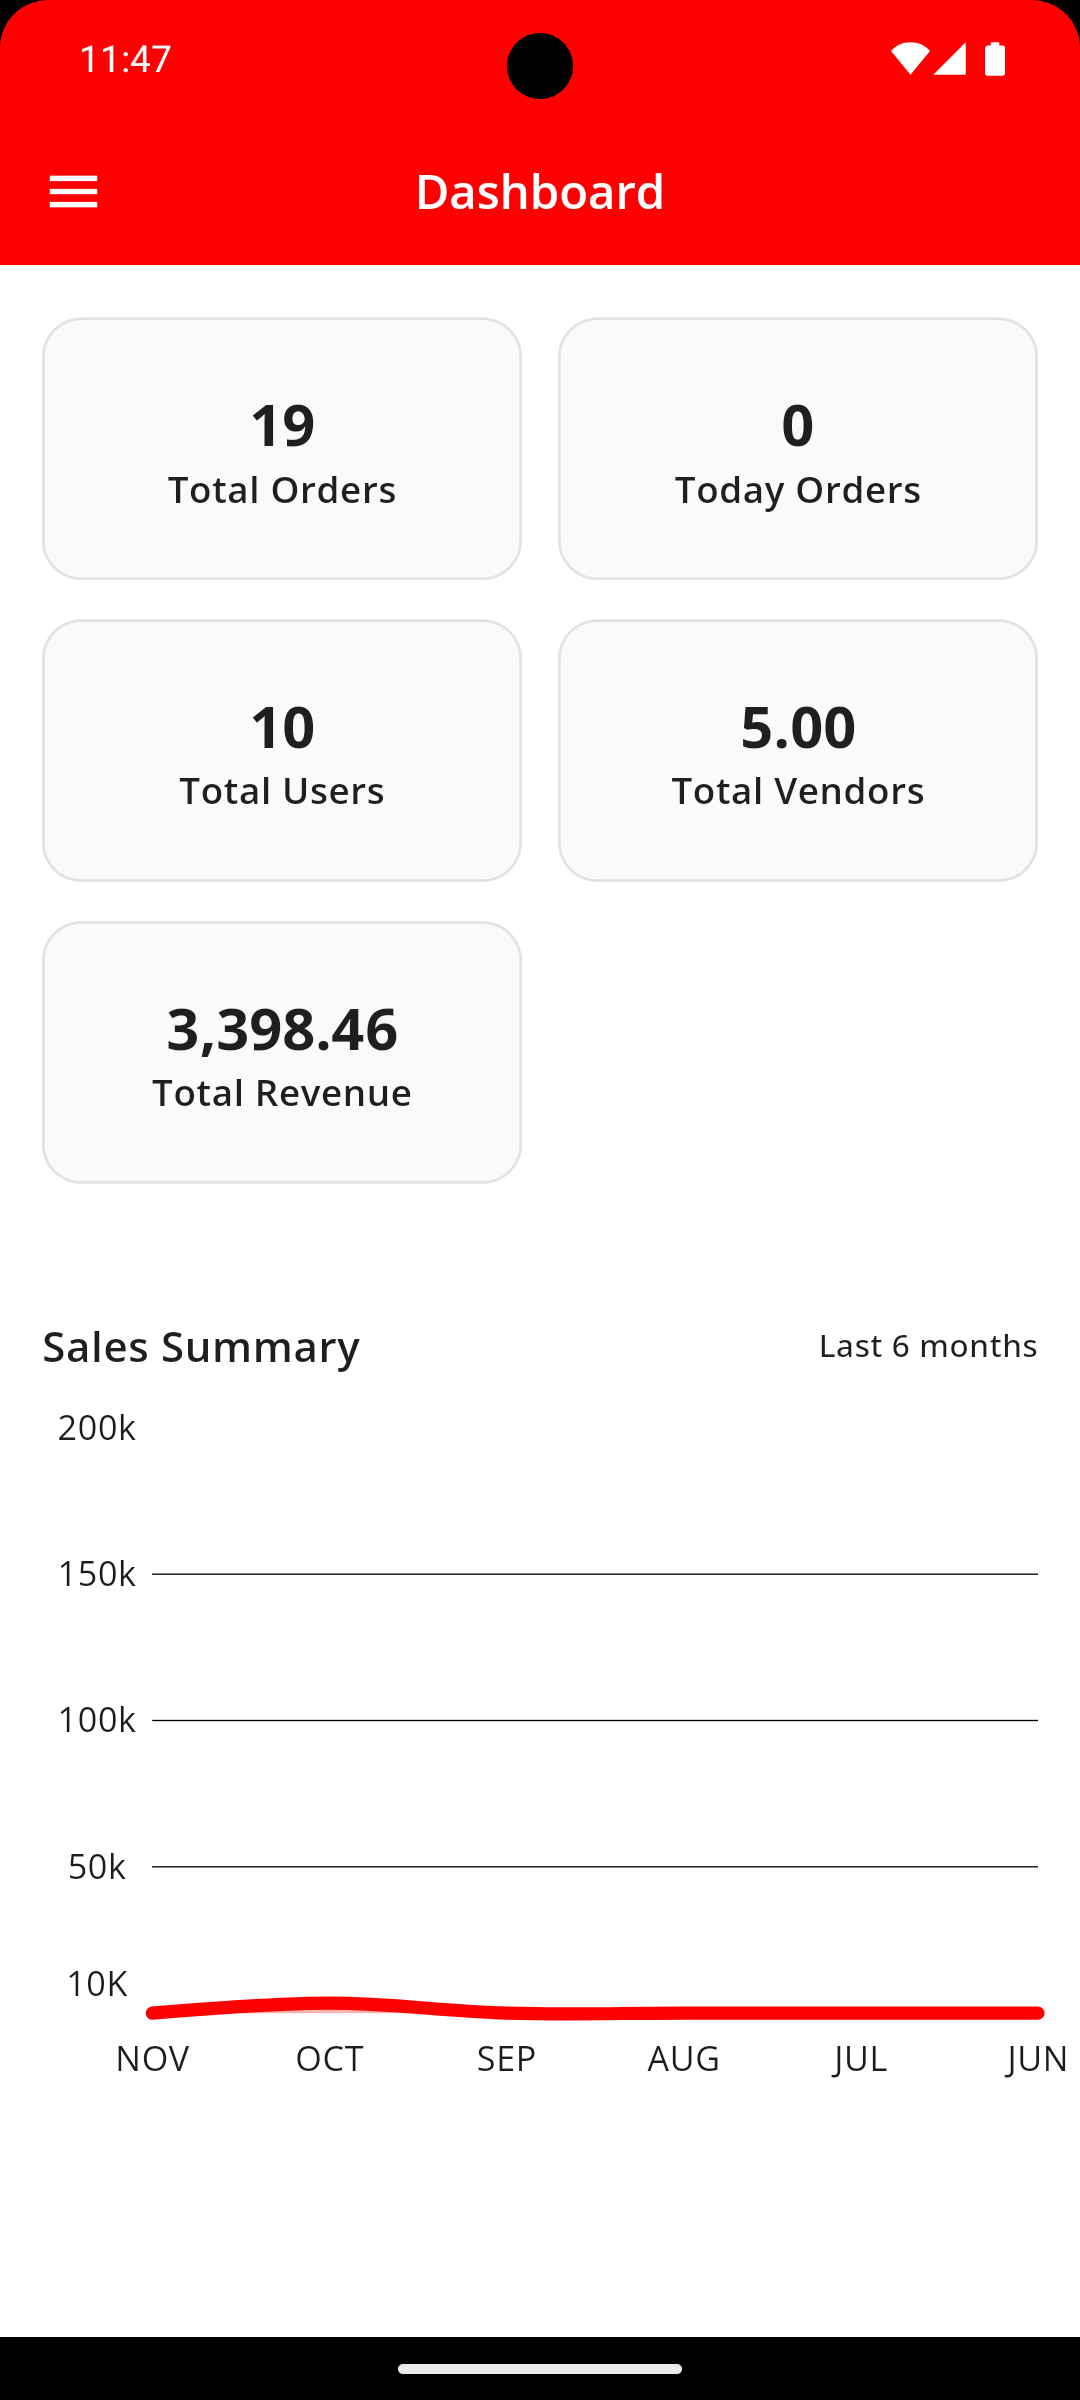 11:47
Dashboard
19
Total Orders
0
Today Orders
10
Total Users
5.00
Total Vendors
3,398.46
Total Revenue
Sales Summary
Last 6 months
200k
150k
100k
50k
10K
NOV OCT SEP AUG JUL JUN